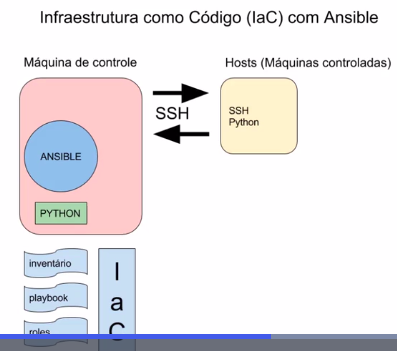 Infraestrutura como Código (IaC) com Ansible
Máquina de controle
Hosts (Máquinas controladas)
SSH
SSH
Python
ANSIBLE
PYTHON
inventário
playbook
roles
I
a
C